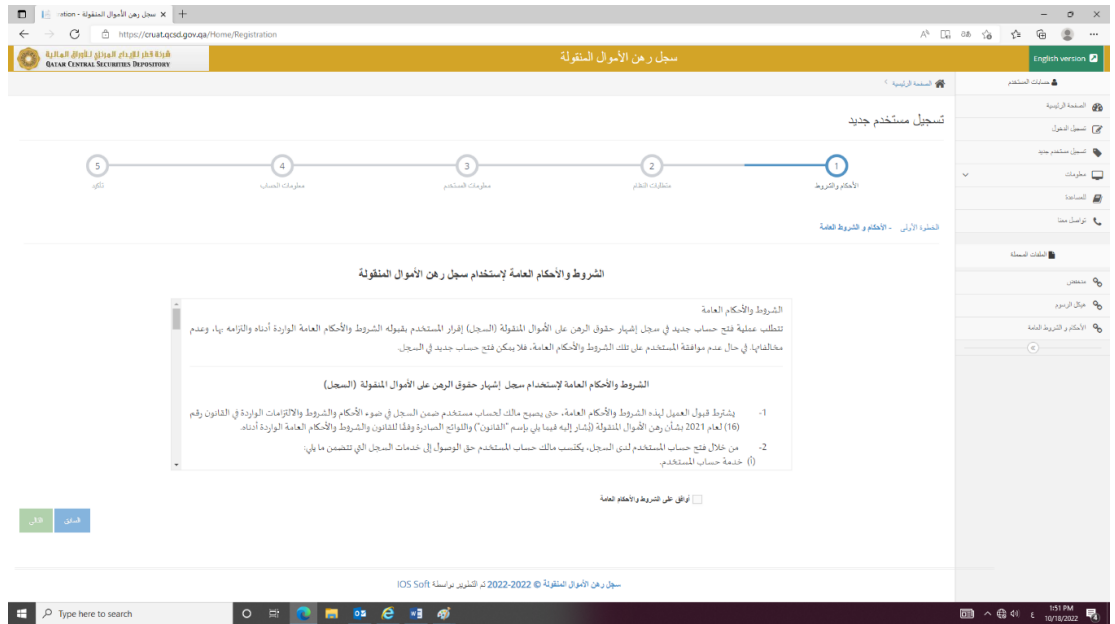 سجل رهن الأموال المنقولة - ation
https://cruat.qcsd.gov.qa/Home/Registration
شركة قطر للإيداع المركزي للأوراق المالية
QATAR CENTRAL SECURITIES DEPOSITORY
سجل رهن الأموال المنقولة
English version
حسابات المستخدم
الصفحة الرئيسية
تسجيل الدخول
تسجيل مستخدم جديد
معلومات
المساعدة
تواصل معنا
الملفات المحملة
منخفض
هيكل الرسوم
الأحكام و الشروط العامة
الصفحة الرئيسية
تسجيل مستخدم جديد
1
2
3
4
5
الأحكام والشروط
متطلبات النظام
معلومات المستخدم
معلومات الحساب
تأكيد
الخطوة الأولى - الأحكام و الشروط العامة
الشروط والأحكام العامة لإستخدام سجل رهن الأموال المنقولة
الشروط والأحكام العامة
تتطلب عملية فتح حساب جديد في سجل إشهار حقوق الرهن على الأموال المنقولة (السجل) إقرار المستخدم بقبوله الشروط والأحكام العامة الواردة أدناه والتزامه بها، وعدم
مخالفتها. في حال عدم موافقة المستخدم على تلك الشروط والأحكام العامة، فلا يمكن فتح حساب جديد في السجل.
الشروط والأحكام العامة لإستخدام سجل إشهار حقوق الرهن على الأموال المنقولة (السجل)
1- يشترط قبول العميل لهذه الشروط والأحكام العامة، حتى يصبح مالك لحساب مستخدم ضمن السجل في ضوء الأحكام والشروط والالتزامات الواردة في القانون رقم
(16) لعام 2021 بشأن رهن الأموال المنقولة (يُشار إليه فيما يلي بإسم "القانون") واللوائح الصادرة وفقًا للقانون والشروط والأحكام العامة الواردة أدناه.
2- من خلال فتح حساب المستخدم لدى السجل، يكتسب مالك حساب المستخدم حق الوصول إلى خدمات السجل التي تتضمن ما يلي:
(أ) خدمة حساب المستخدم.
أوافق على الشروط والأحكام العامة
السابق
التالي
سجل رهن الأموال المنقولة © 2022-2022 تم التطوير بواسطة IOS Soft
Type here to search
ع
1:51 PM
10/18/2022